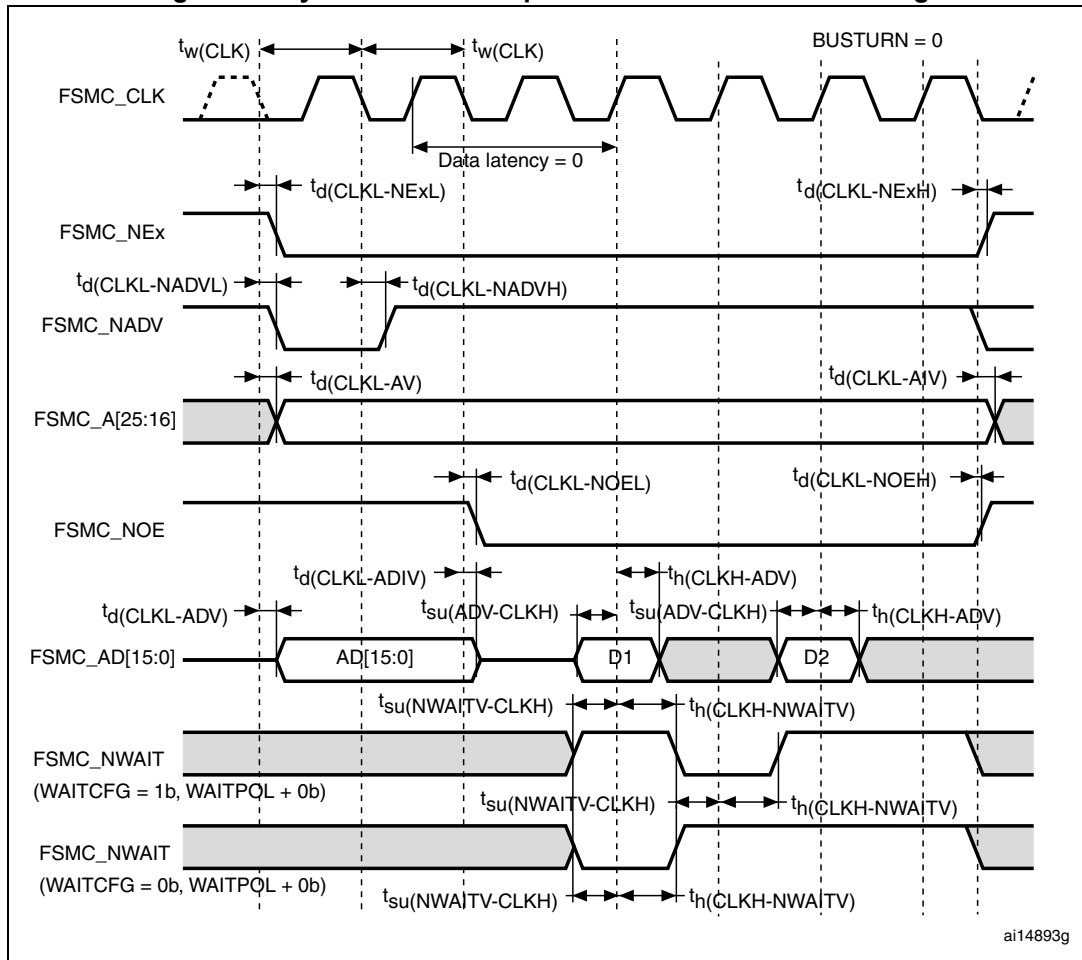 tw(CLK) tw(CLK) BUSTURN = 0
FSMC_CLK
Data latency = 0
td(CLKL-NExL) td(CLKL-NExH)
FSMC_NEx
td(CLKL-NADVL) td(CLKL-NADVH)
FSMC_NADV
td(CLKL-AV) td(CLKL-AIV)
FSMC_A[25:16]
td(CLKL-NOEL) td(CLKL-NOEH)
FSMC_NOE
td(CLKL-ADIV) th(CLKH-ADV)
td(CLKL-ADV) tsu(ADV-CLKH) tsu(ADV-CLKH) th(CLKH-ADV)
FSMC_AD[15:0] AD[15:0] D1 D2
tsu(NWAITV-CLKH) th(CLKH-NWAITV)
FSMC_NWAIT
(WAITCFG = 1b, WAITPOL + 0b)
tsu(NWAITV-CLKH) th(CLKH-NWAITV)
FSMC_NWAIT
(WAITCFG = 0b, WAITPOL + 0b)
tsu(NWAITV-CLKH) th(CLKH-NWAITV)
ai14893g